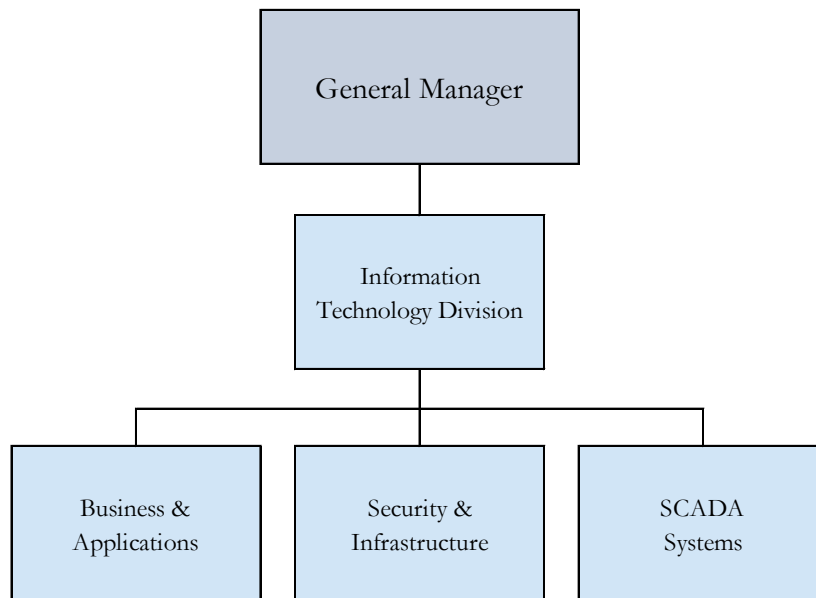 General Manager
Information
Technology Division
Business &
Applications
Security &
Infrastructure
SCADA
Systems